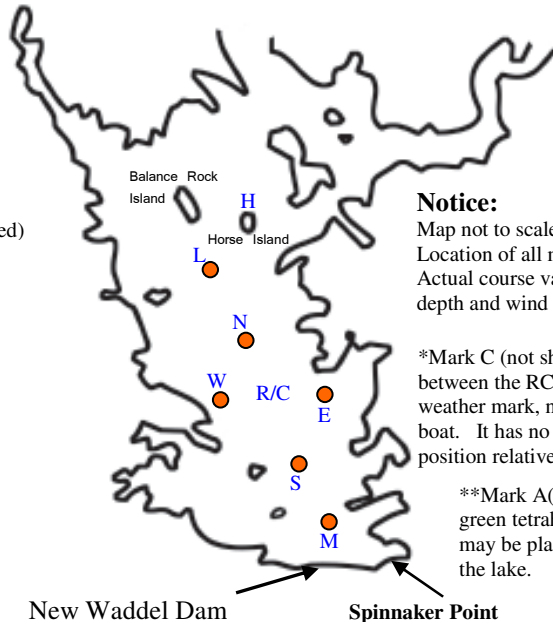 Balance Rock
Island
H
ed)
Horse Island
L
N
W
R/C
E
S
M
Notice:
Map not to scale
Location of all m
Actual course va
depth and wind
*Mark C (not sh
between the RC
weather mark, n
boat. It has no
position relative
**Mark A(
green tetral
may be pla
the lake.
New Waddel Dam
Spinnaker Point